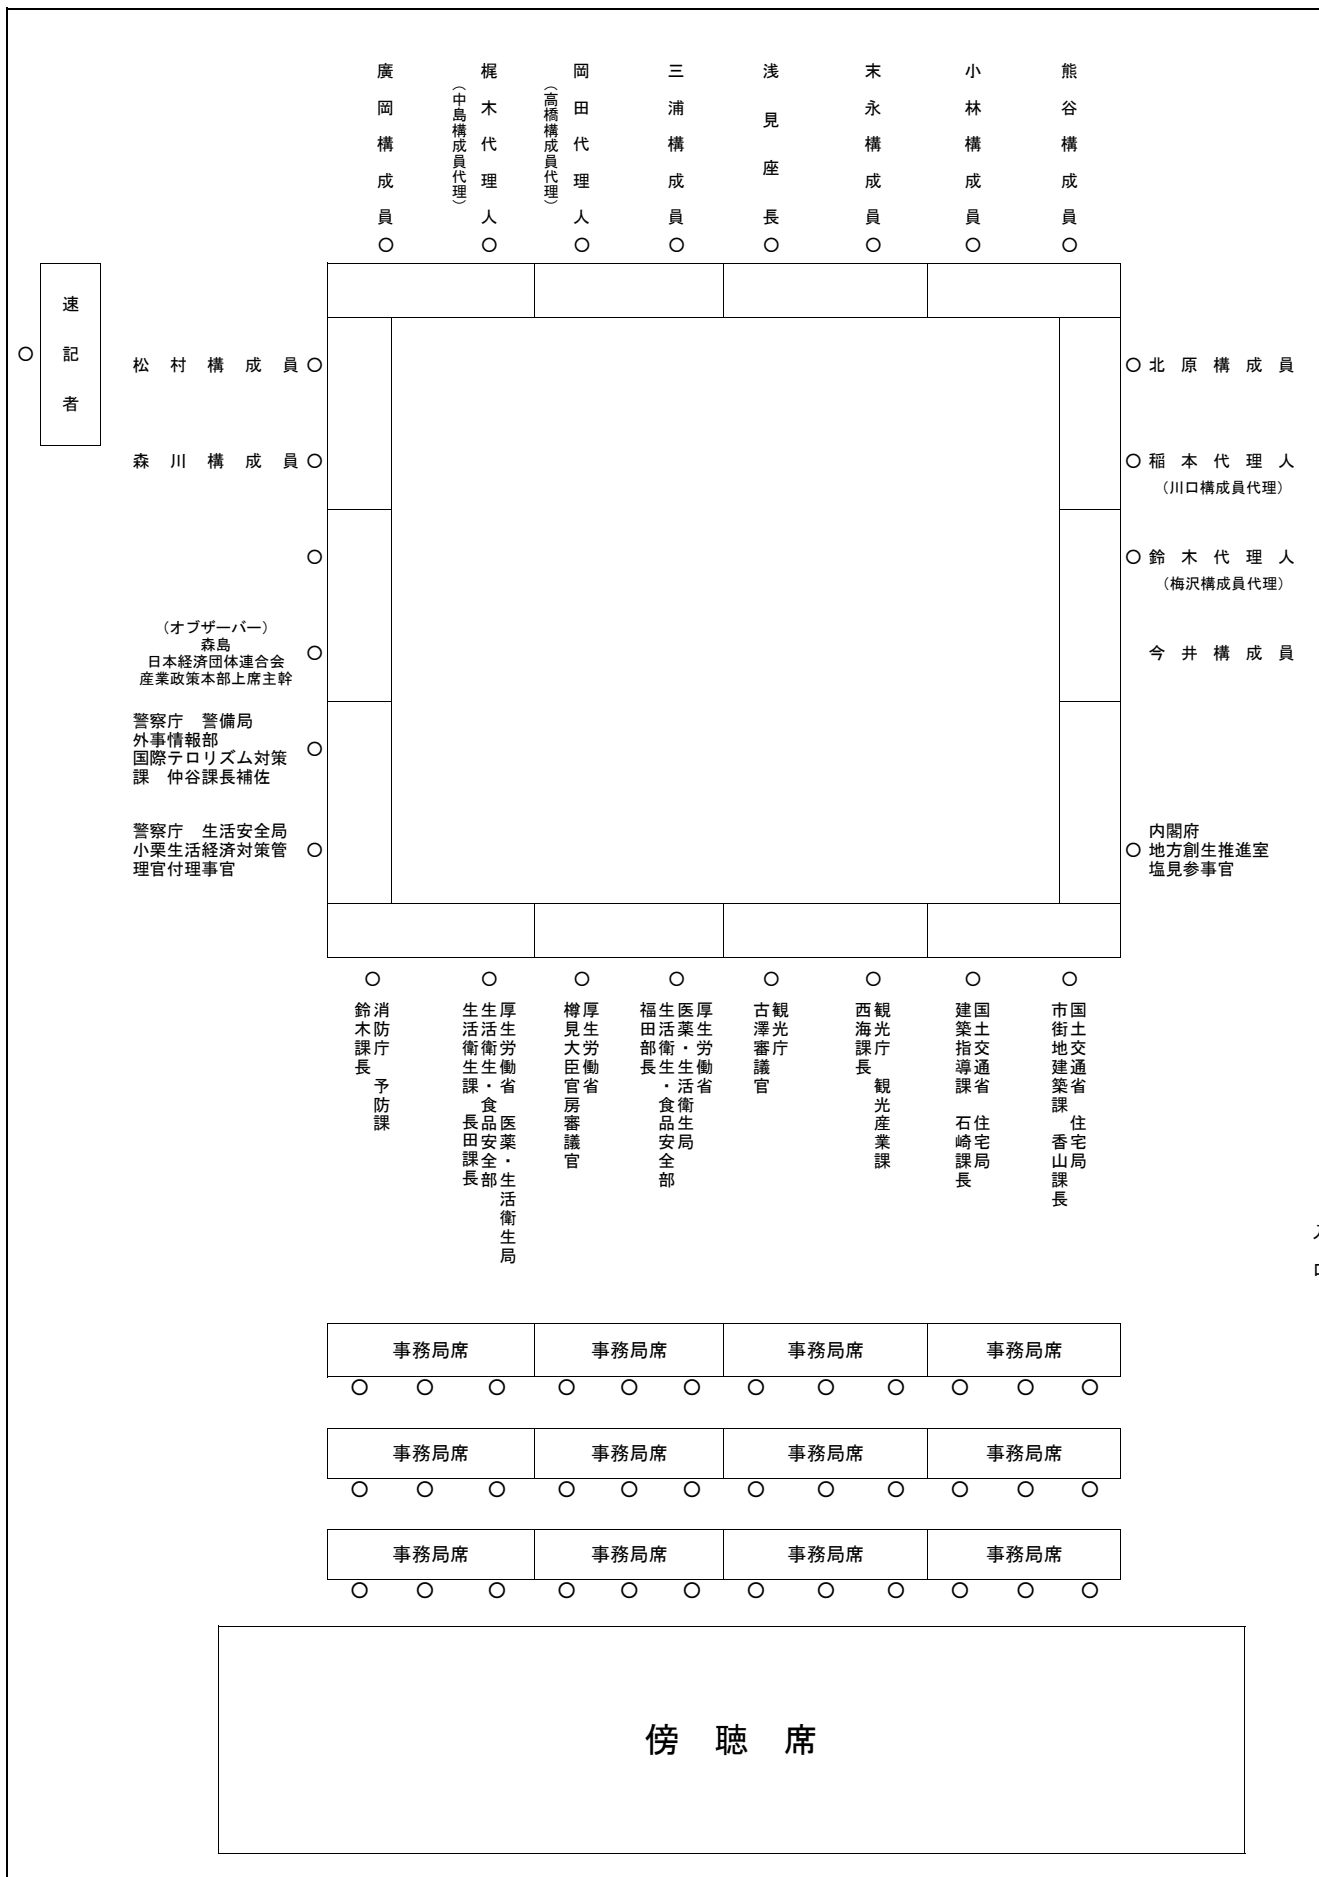 廣岡構成員
梶木代理人
（中島構成員代理）
岡田代理人
（高橋構成員代理）
三浦構成員
浅見座長
末永構成員
小林構成員
熊谷構成員
速記者
松村構成員
森川構成員
（オブザーバー）
森島
日本経済団体連合会
産業政策本部上席主幹
警察庁　警備局
外事情報部
国際テロリズム対策
課　仲谷課長補佐
警察庁　生活安全局
小栗生活経済対策管
理官付理事官
北原構成員
稲本代理人
（川口構成員代理）
鈴木代理人
（梅沢構成員代理）
今井構成員
内閣府
地方創生推進室
塩見参事官
消防庁　予防課
鈴木課長
厚生労働省　医薬・生活衛生局
生活衛生・食品安全部
生活衛生課　長田課長
厚生労働省
樽見大臣官房審議官
厚生労働省
医薬・生活衛生局
生活衛生・食品安全部
福田部長
観光庁
古澤審議官
観光庁　観光産業課
西海課長
国土交通省　住宅局
建築指導課　石崎課長
国土交通省　住宅局
市街地建築課　香山課長
事務局席
事務局席
事務局席
事務局席
事務局席
事務局席
事務局席
事務局席
事務局席
事務局席
事務局席
事務局席
傍聴席